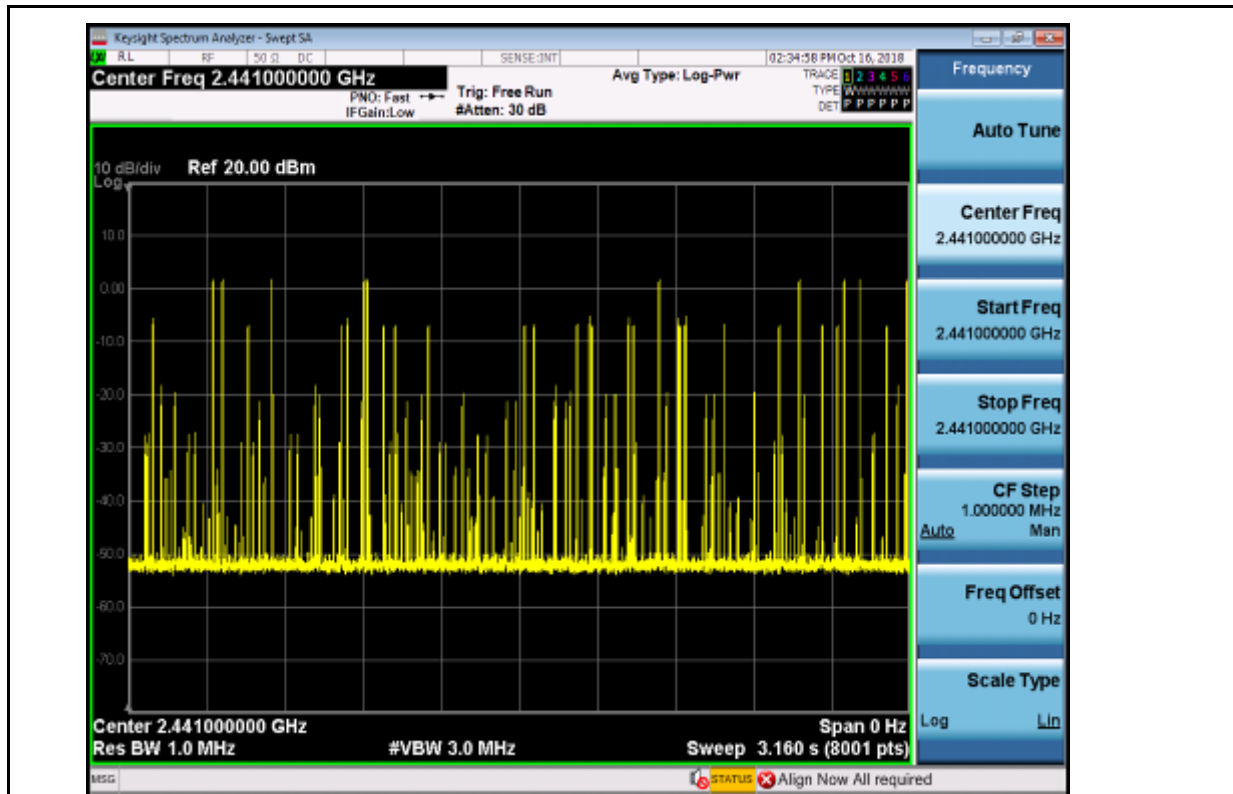 Keysight Spectrum Analyzer - Swept SA
RL RF 50 Ω DC SENSE:INT 02:34:58 PM Oct 16, 2018
Center Freq 2.441000000 GHz
PNO: Fast
IFGain:Low
Trig: Free Run
#Atten: 30 dB
Avg Type: Log-Pwr
TRACE 1 2 3 4 5 6
TYPE WWWWWW
DET P P P P P P
10 dB/div Ref 20.00 dBm
Log
10.0
0.00
-10.0
-20.0
-30.0
-40.0
-50.0
-60.0
-70.0
Center 2.441000000 GHz Span 0 Hz
Res BW 1.0 MHz #VBW 3.0 MHz Sweep 3.160 s (8001 pts)
MSG STATUS Align Now All required
Frequency
Auto Tune
Center Freq
2.441000000 GHz
Start Freq
2.441000000 GHz
Stop Freq
2.441000000 GHz
CF Step
1.000000 MHz
Auto Man
Freq Offset
0 Hz
Scale Type
Log Lin